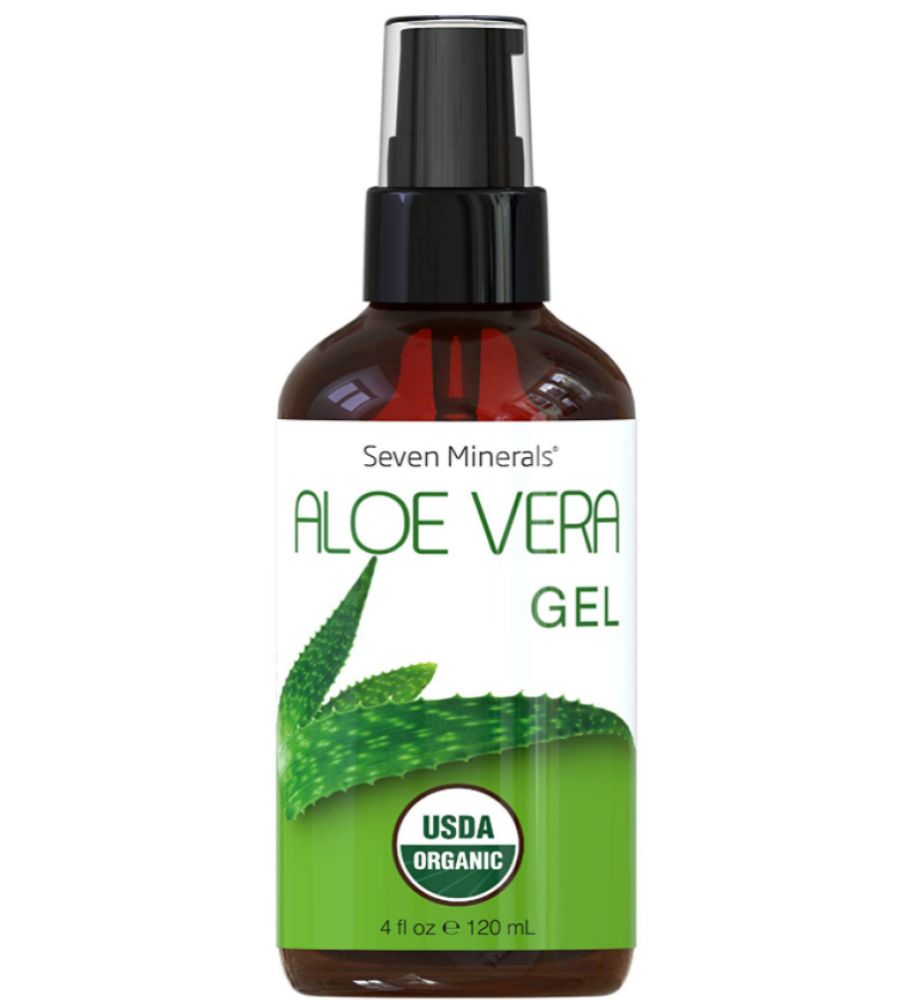 Seven Minerals®
ALOE VERA
GEL
USDA
ORGANIC
4 fl oz ℮ 120 mL